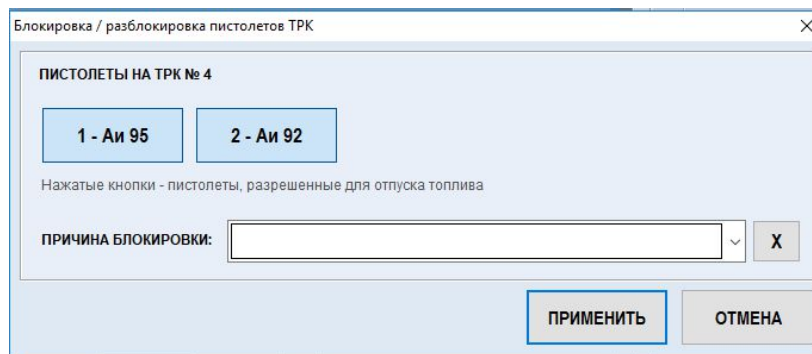 Блокировка / разблокировка пистолетов ТРК
ПИСТОЛЕТЫ НА ТРК № 4
1 - Аи 95
2 - Аи 92
Нажатые кнопки - пистолеты, разрешенные для отпуска топлива
ПРИЧИНА БЛОКИРОВКИ:
X
ПРИМЕНИТЬ
ОТМЕНА